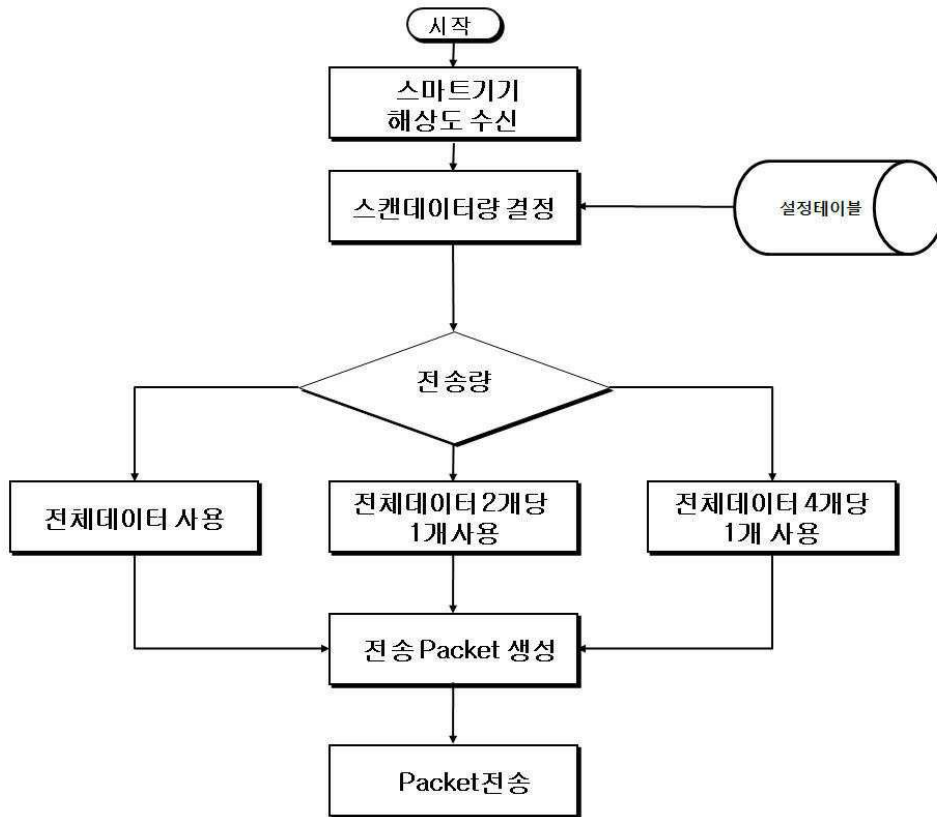 시작
스마트기기
해상도 수신
스캔데이터량 결정
설정테이블
전송량
전체데이터 사용
전체데이터 2개당
1개사용
전체데이터 4개당
1개 사용
전송 Packet 생성
Packet전송